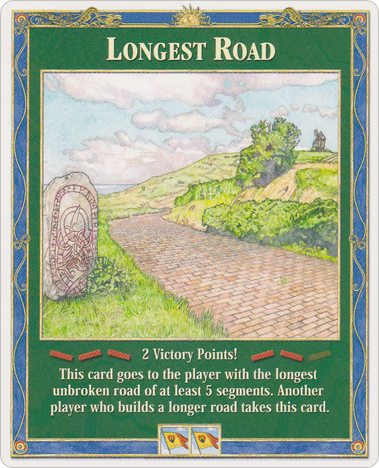 LONGEST ROAD
2 Victory Points!
This card goes to the player with the longest
unbroken road of at least 5 segments. Another
player who builds a longer road takes this card.